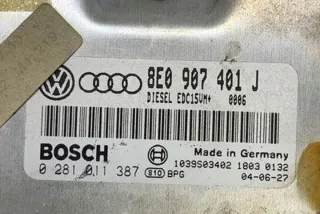 8E0 907 401 J
DIESEL EDC15VM+ 0006
BOSCH
Made in Germany
1039S03402 1803 0132
0 281 011 387 810 BPG 04-06-27